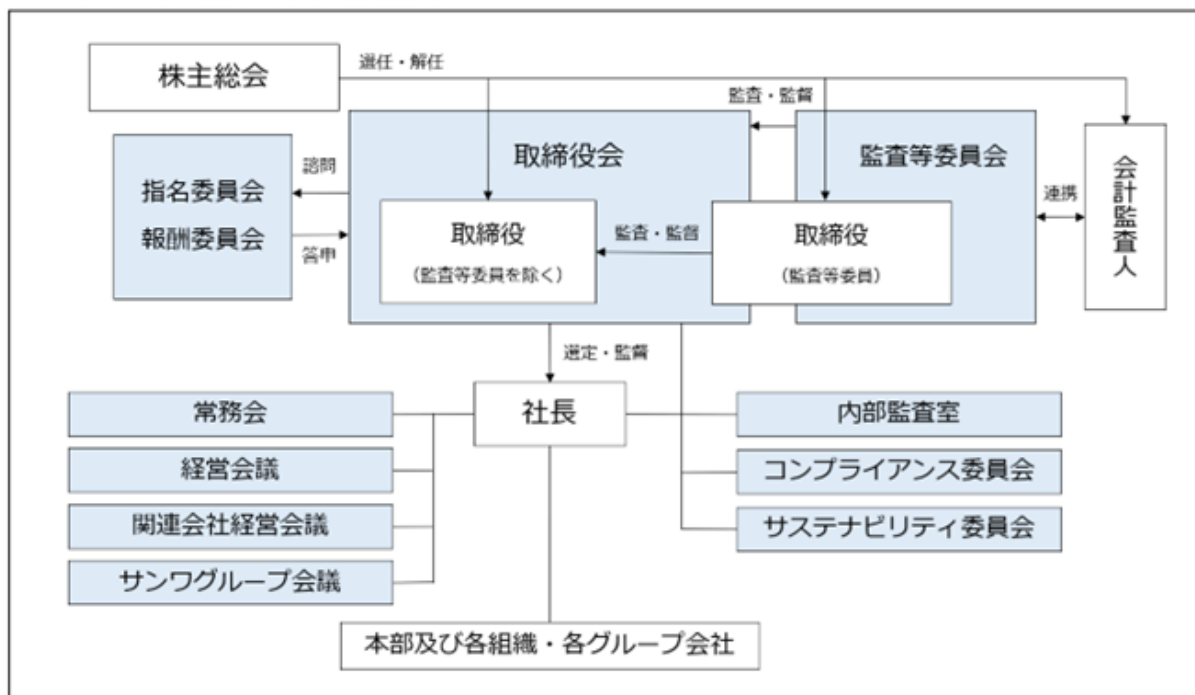 株主総会
選任・解任
監査・監督
取締役会
監査等委員会
会計監査人
指名委員会
報酬委員会
諮問
答申
取締役
（監査等委員を除く）
監査・監督
取締役
（監査等委員）
連携
選定・監督
社長
常務会
経営会議
関連会社経営会議
サンワグループ会議
内部監査室
コンプライアンス委員会
サステナビリティ委員会
本部及び各組織・各グループ会社